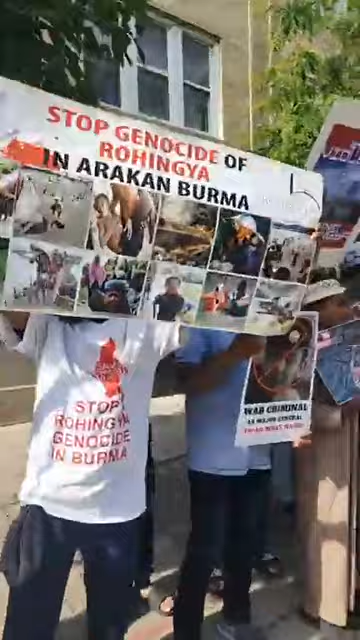 STOP GENOCIDE OF
ROHINGYA
IN ARAKAN BURMA
STOP
ROHINGYA
GENOCIDE
IN BURMA
WAR CRIMINAL